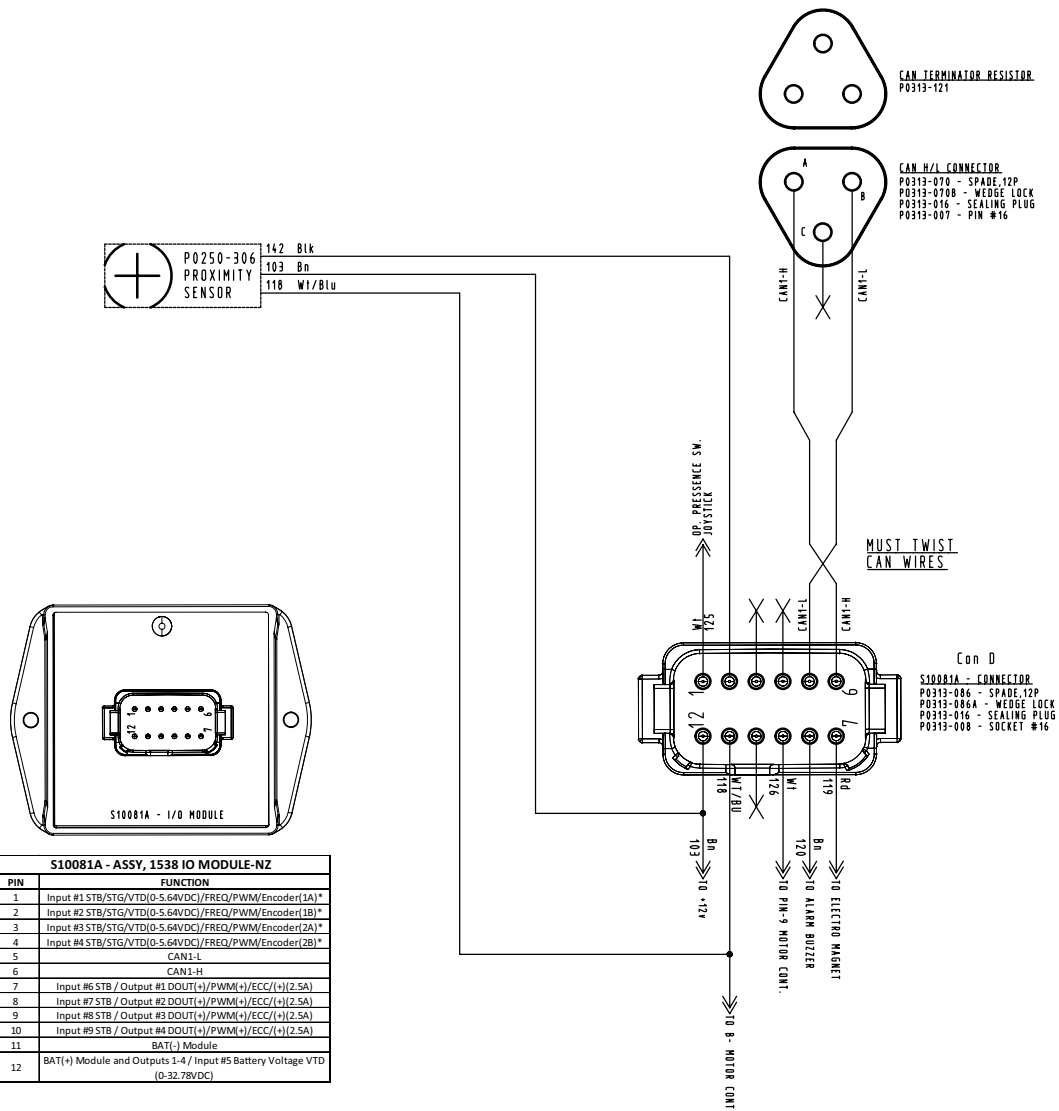 CAN TERMINATOR RESISTOR
P0313-121
CAN H/L CONNECTOR
P0313-070 - SPADE,12P
P0313-070B - WEDGE LOCK
P0313-016 - SEALING PLUG
P0313-007 - PIN #16
A
B
C
CAN1-H
CAN1-L
P0250-306
PROXIMITY
SENSOR
142 Blk
103 Bn
118 Wt/Blu
OP. PRESSENCE SW.
JOYSTICK
MUST TWIST
CAN WIRES
Wt
125
CAN1-L
CAN1-H
1
6
12
7
Con D
S10081A - CONNECTOR
P0313-086 - SPADE,12P
P0313-086A - WEDGE LOCK
P0313-016 - SEALING PLUG
P0313-008 - SOCKET #16
118
WT/BU
126
Wt
119
Rd
103
Bn
120
Bn
TO +12v
TO PIN-9 MOTOR CONT.
TO ALARM BUZZER
TO ELECTRO MAGNET
TO B- MOTOR CONT
1
6
12
7
S10081A - I/O MODULE
S10081A - ASSY, 1538 IO MODULE-NZ
PIN FUNCTION
1 Input #1 STB/STG/VTD(0-5.64VDC)/FREQ/PWM/Encoder(1A)*
2 Input #2 STB/STG/VTD(0-5.64VDC)/FREQ/PWM/Encoder(1B)*
3 Input #3 STB/STG/VTD(0-5.64VDC)/FREQ/PWM/Encoder(2A)*
4 Input #4 STB/STG/VTD(0-5.64VDC)/FREQ/PWM/Encoder(2B)*
5 CAN1-L
6 CAN1-H
7 Input #6 STB / Output #1 DOUT(+)/PWM(+)/ECC/(+)(2.5A)
8 Input #7 STB / Output #2 DOUT(+)/PWM(+)/ECC/(+)(2.5A)
9 Input #8 STB / Output #3 DOUT(+)/PWM(+)/ECC/(+)(2.5A)
10 Input #9 STB / Output #4 DOUT(+)/PWM(+)/ECC/(+)(2.5A)
11 BAT(-) Module
12 BAT(+) Module and Outputs 1-4 / Input #5 Battery Voltage VTD
(0-32.78VDC)